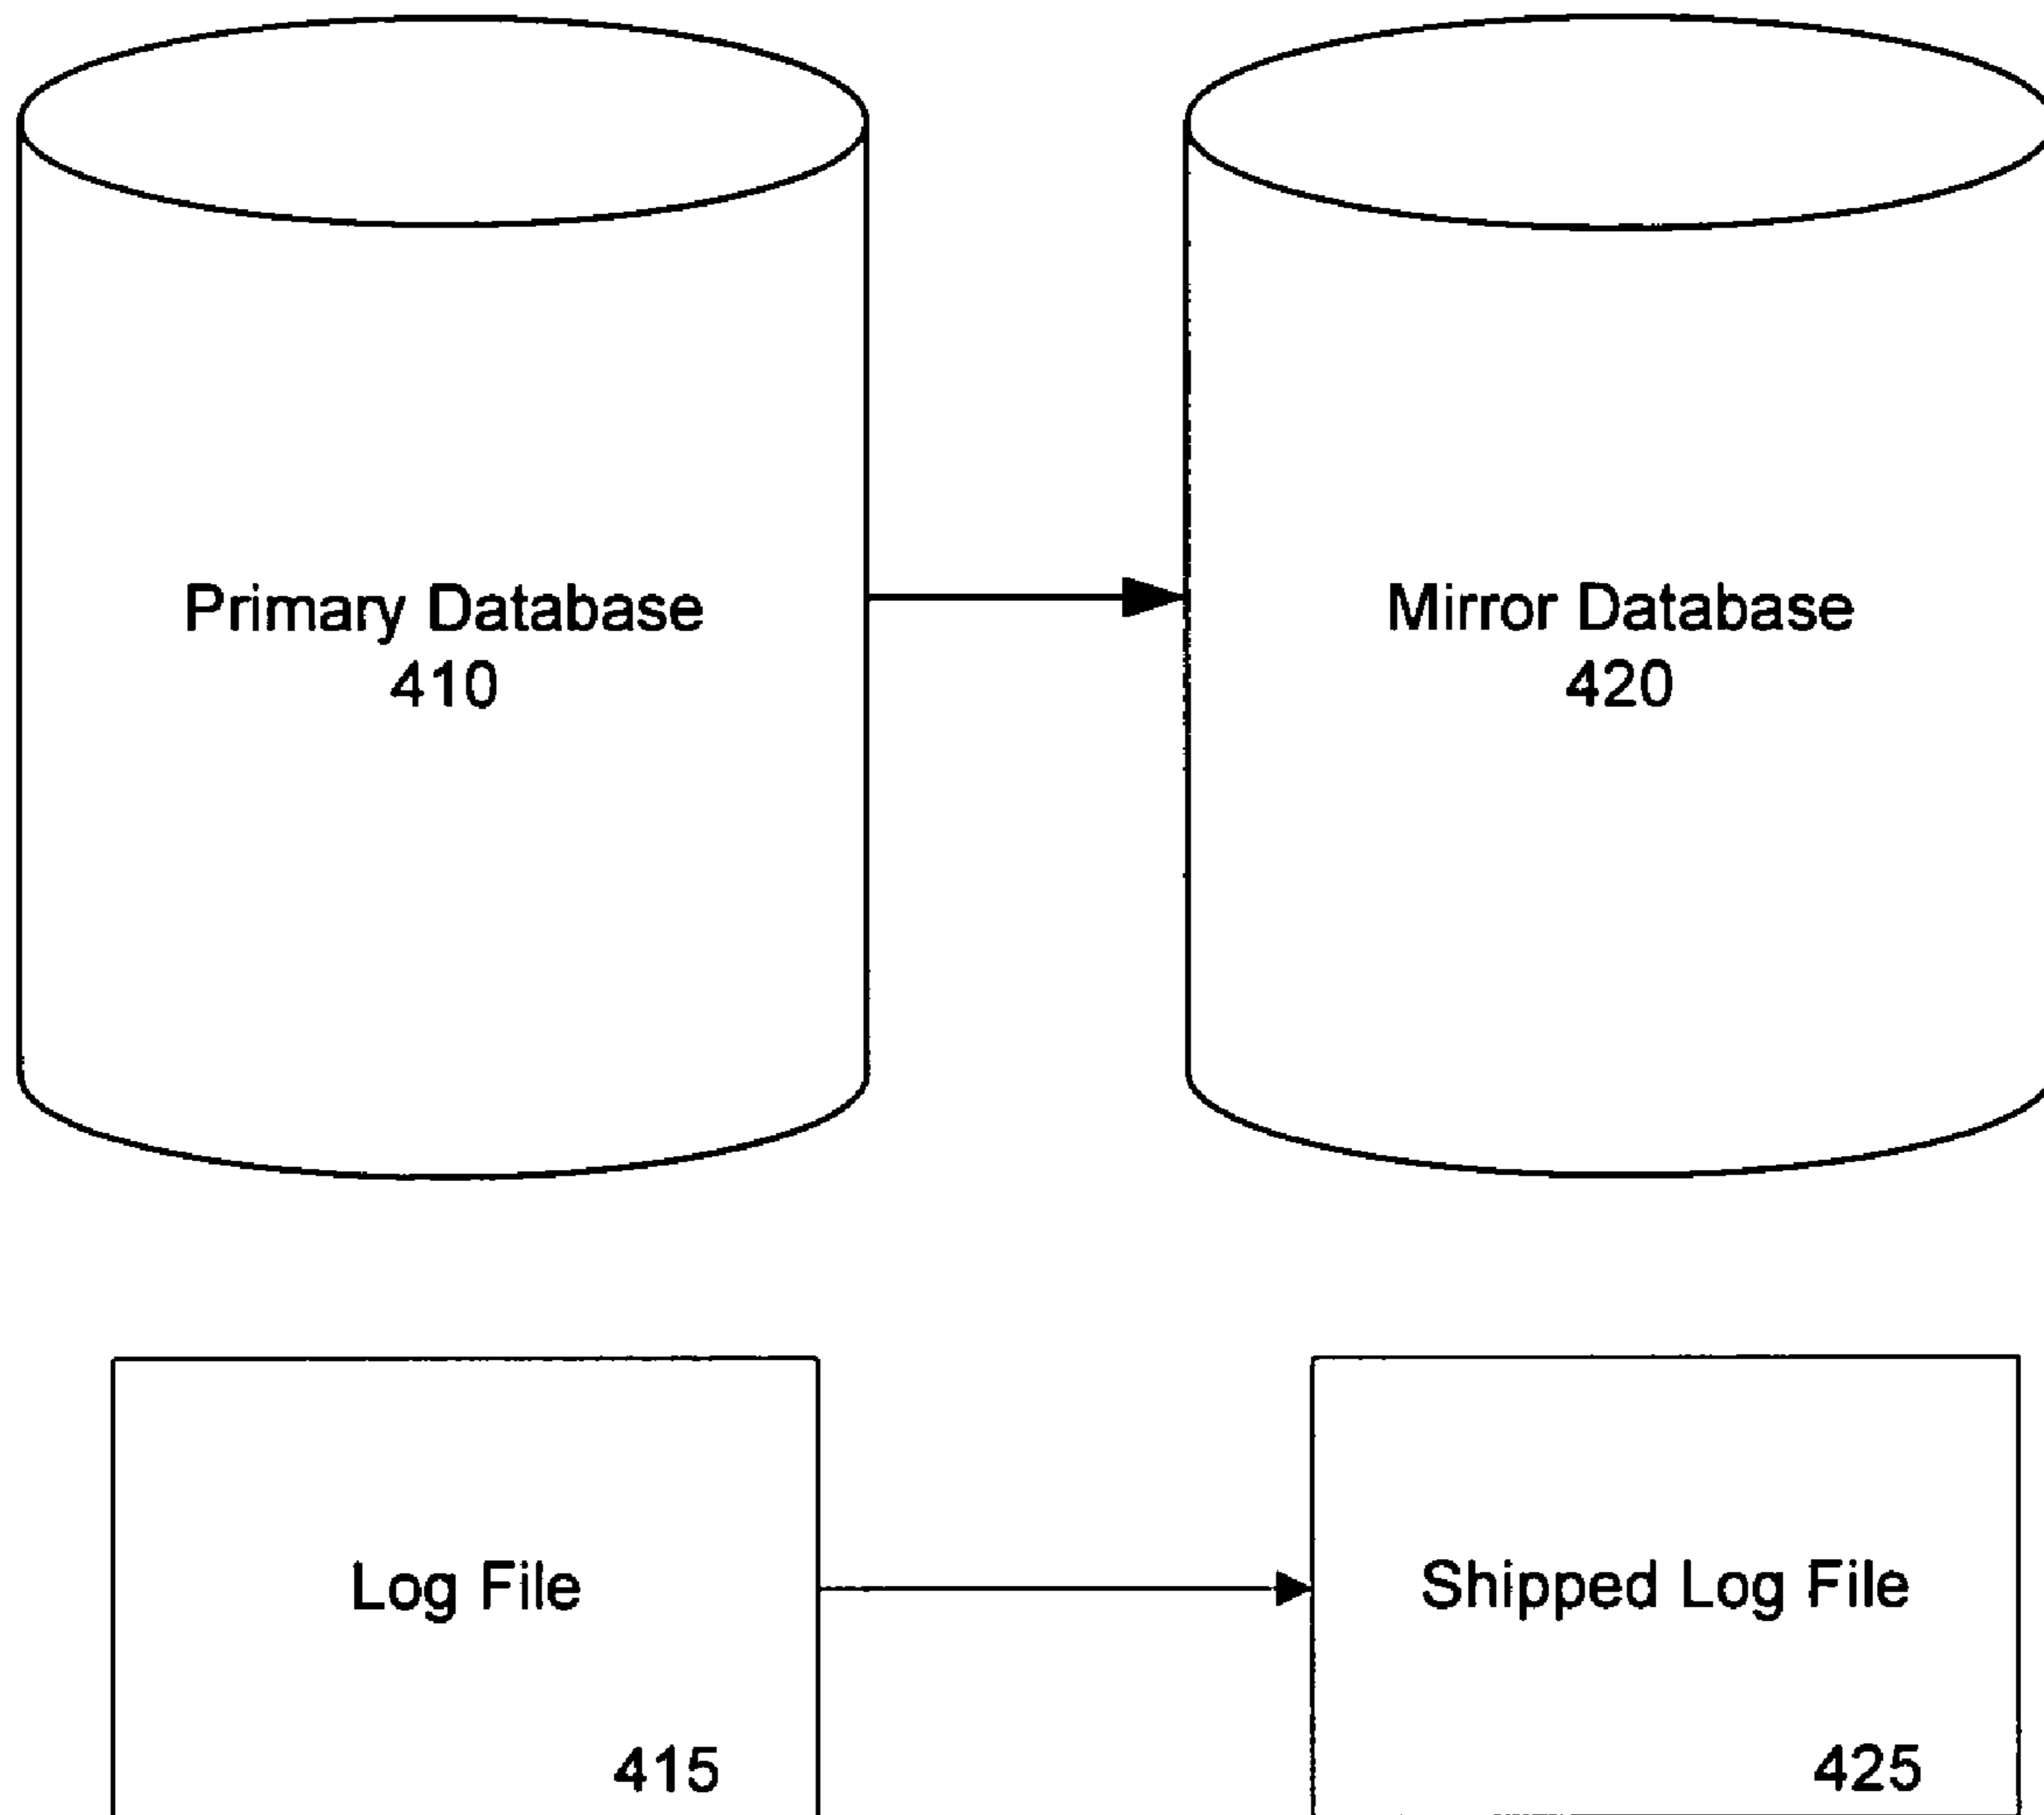 Primary Database
410
Mirror Database
420
Log File
415
Shipped Log File
425